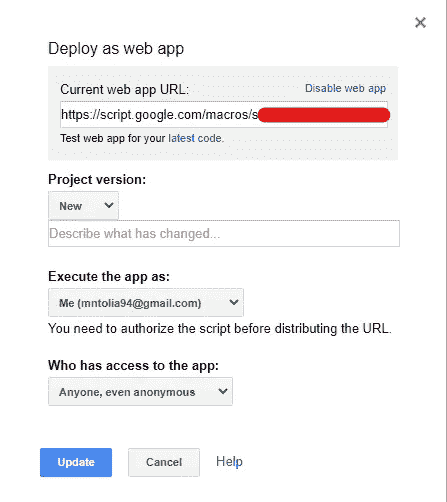 Deploy as web app
Current web app URL:
Disable web app
https://script.google.com/macros/s
Test web app for your latest code.
Project version:
New
Describe what has changed...
Execute the app as:
Me (mntolia94@gmail.com)
You need to authorize the script before distributing the URL.
Who has access to the app:
Anyone, even anonymous
Update
Cancel
Help